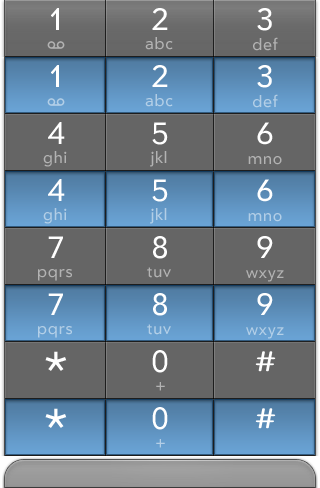 1 2 3
abc def
1 2 3
abc def
4 5 6
ghi jkl mno
4 5 6
ghi jkl mno
7 8 9
pqrs tuv wxyz
7 8 9
pqrs tuv wxyz
* 0 #
+
* 0 #
+